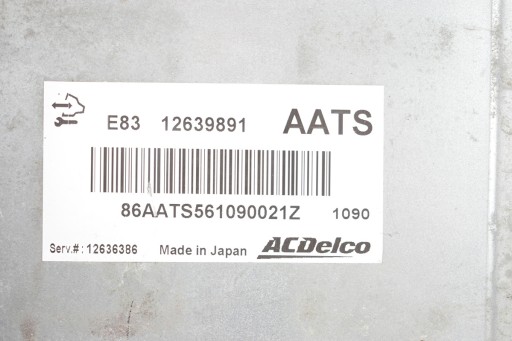 E83 12639891 AATS
86AATS561090021Z 1090
Serv.#: 12636386 Made in Japan ACDelco